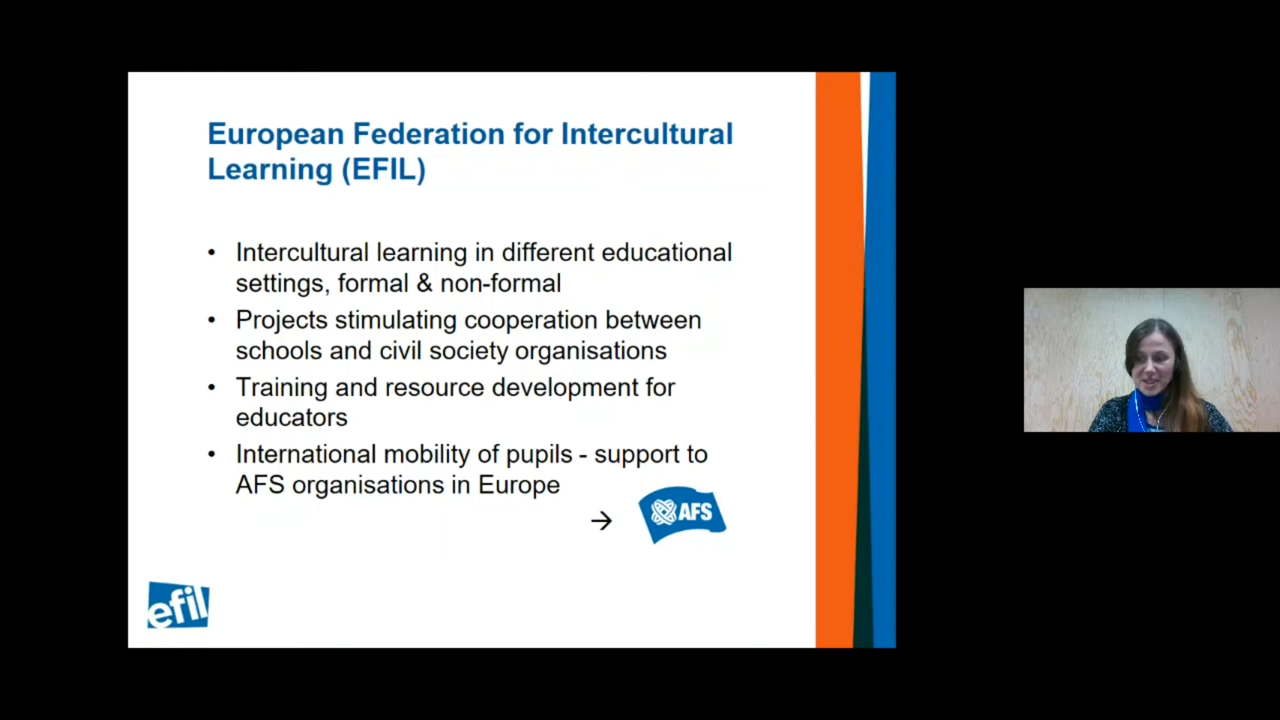 European Federation for Intercultural
Learning (EFIL)
• Intercultural learning in different educational
settings, formal & non-formal
• Projects stimulating cooperation between
schools and civil society organisations
• Training and resource development for
educators
• International mobility of pupils - support to
AFS organisations in Europe
→ AFS
efil